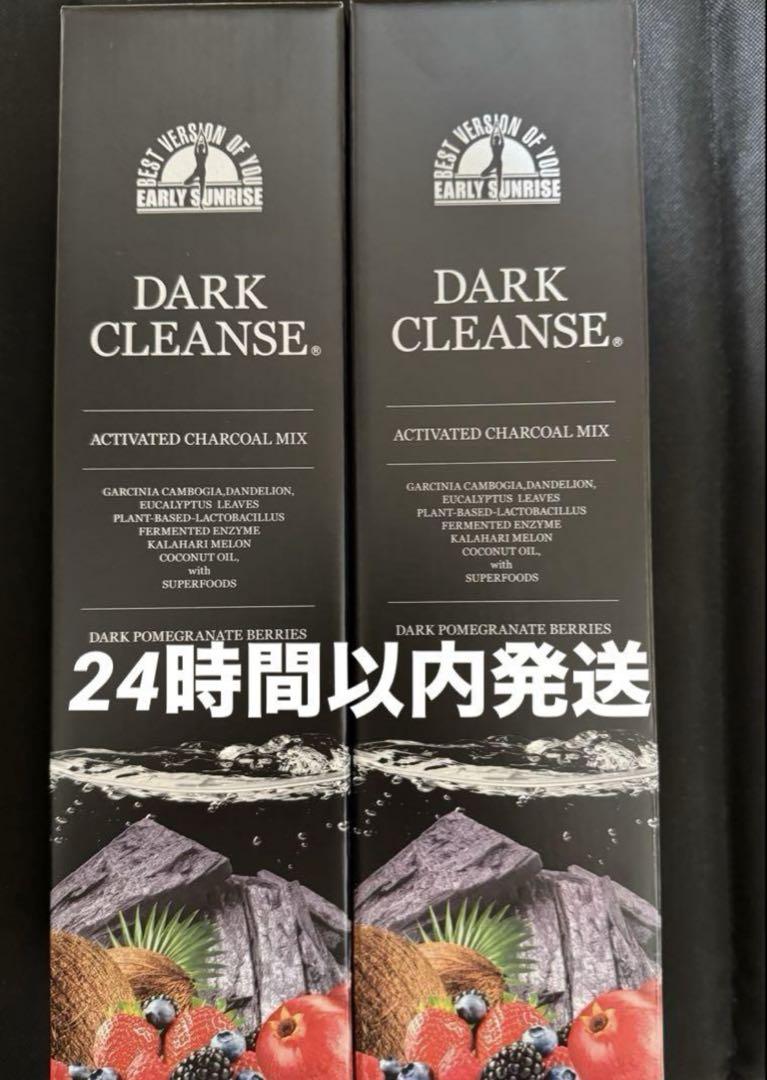 BEST VERSION OF YOU
EARLY SUNRISE
DARK
CLEANSE®
ACTIVATED CHARCOAL MIX
GARCINIA CAMBOGIA,DANDELION,
EUCALYPTUS LEAVES
PLANT-BASED-LACTOBACILLUS
FERMENTED ENZYME
KALAHARI MELON
COCONUT OIL,
with
SUPERFOODS
DARK POMEGRANATE BERRIES
BEST VERSION OF YOU
EARLY SUNRISE
DARK
CLEANSE®
ACTIVATED CHARCOAL MIX
GARCINIA CAMBOGIA,DANDELION,
EUCALYPTUS LEAVES
PLANT-BASED-LACTOBACILLUS
FERMENTED ENZYME
KALAHARI MELON
COCONUT OIL,
with
SUPERFOODS
DARK POMEGRANATE BERRIES
24時間以内発送